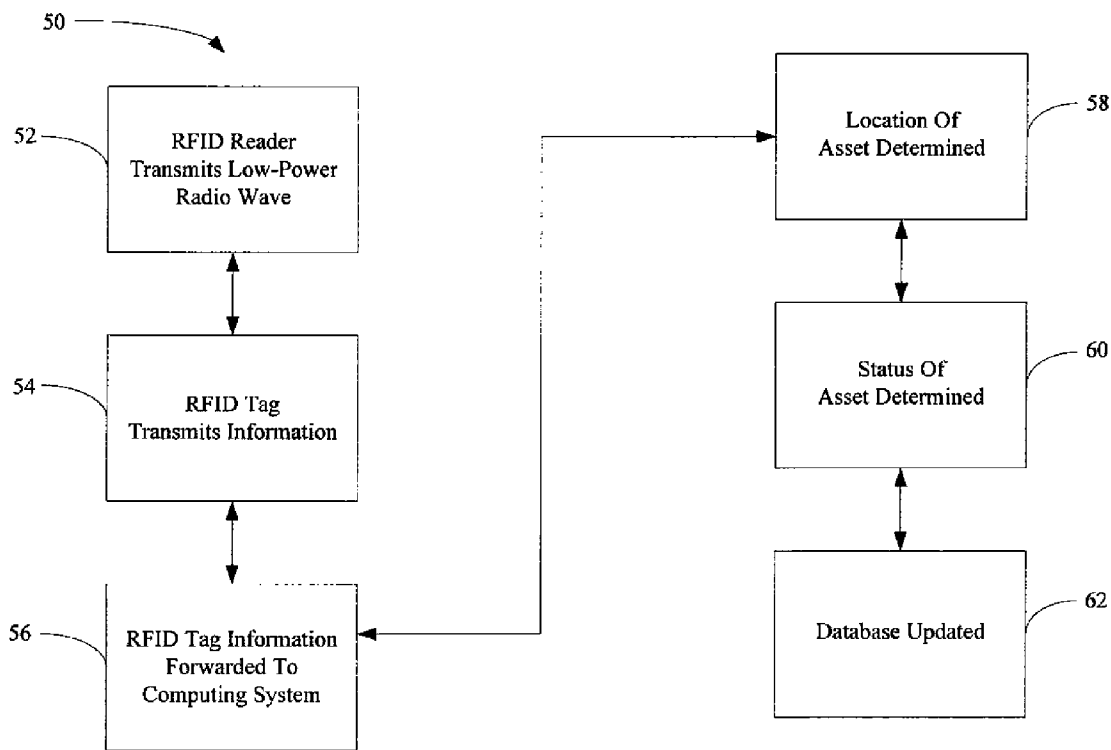 50
52
RFID Reader
Transmits Low-Power
Radio Wave
54
RFID Tag
Transmits Information
56
RFID Tag Information
Forwarded To
Computing System
58
Location Of
Asset Determined
60
Status Of
Asset Determined
62
Database Updated